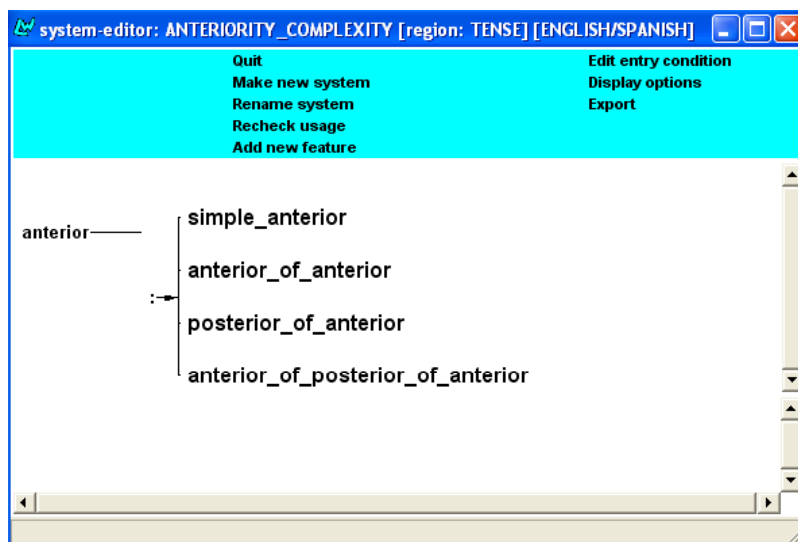 system-editor: ANTERIORITY_COMPLEXITY [region: TENSE] [ENGLISH/SPANISH]
Quit
Make new system
Rename system
Recheck usage
Add new feature
Edit entry condition
Display options
Export
anterior
simple_anterior
anterior_of_anterior
:
posterior_of_anterior
anterior_of_posterior_of_anterior